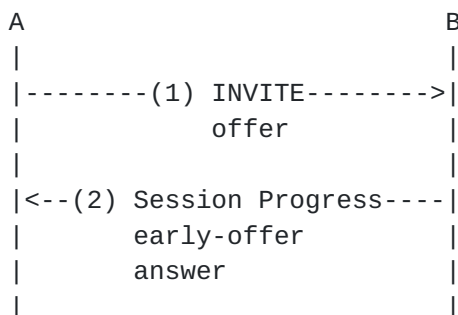 A                           B
|                           |
|--------(1) INVITE-------->|
|            offer          |
|                           |
|<--(2) Session Progress----|
|       early-offer         |
|       answer              |
|                           |